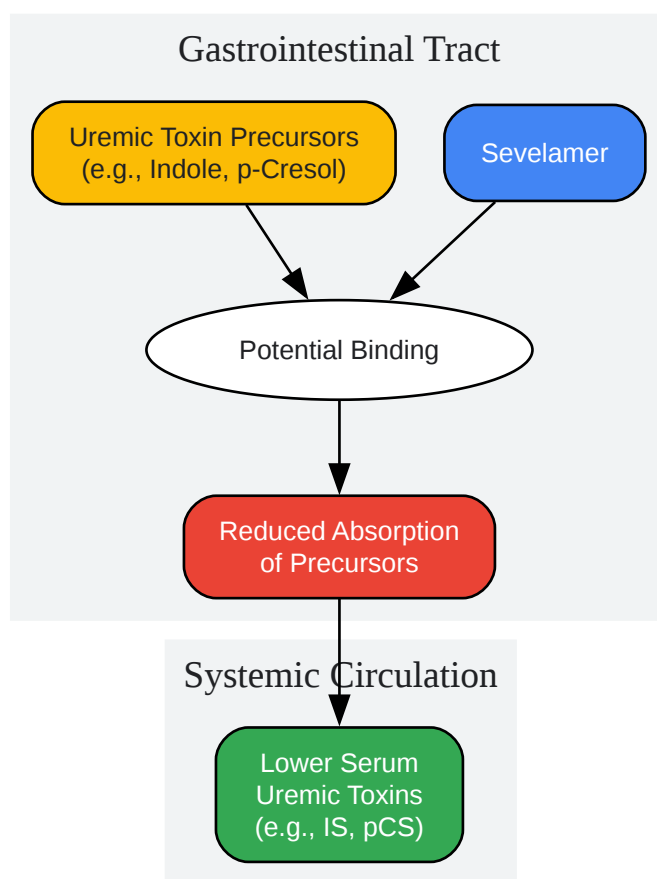 Gastrointestinal Tract
Uremic Toxin Precursors
(e.g., Indole, p-Cresol)
Sevelamer
Potential Binding
Reduced Absorption
of Precursors
Systemic Circulation
Lower Serum
Uremic Toxins
(e.g., IS, pCS)